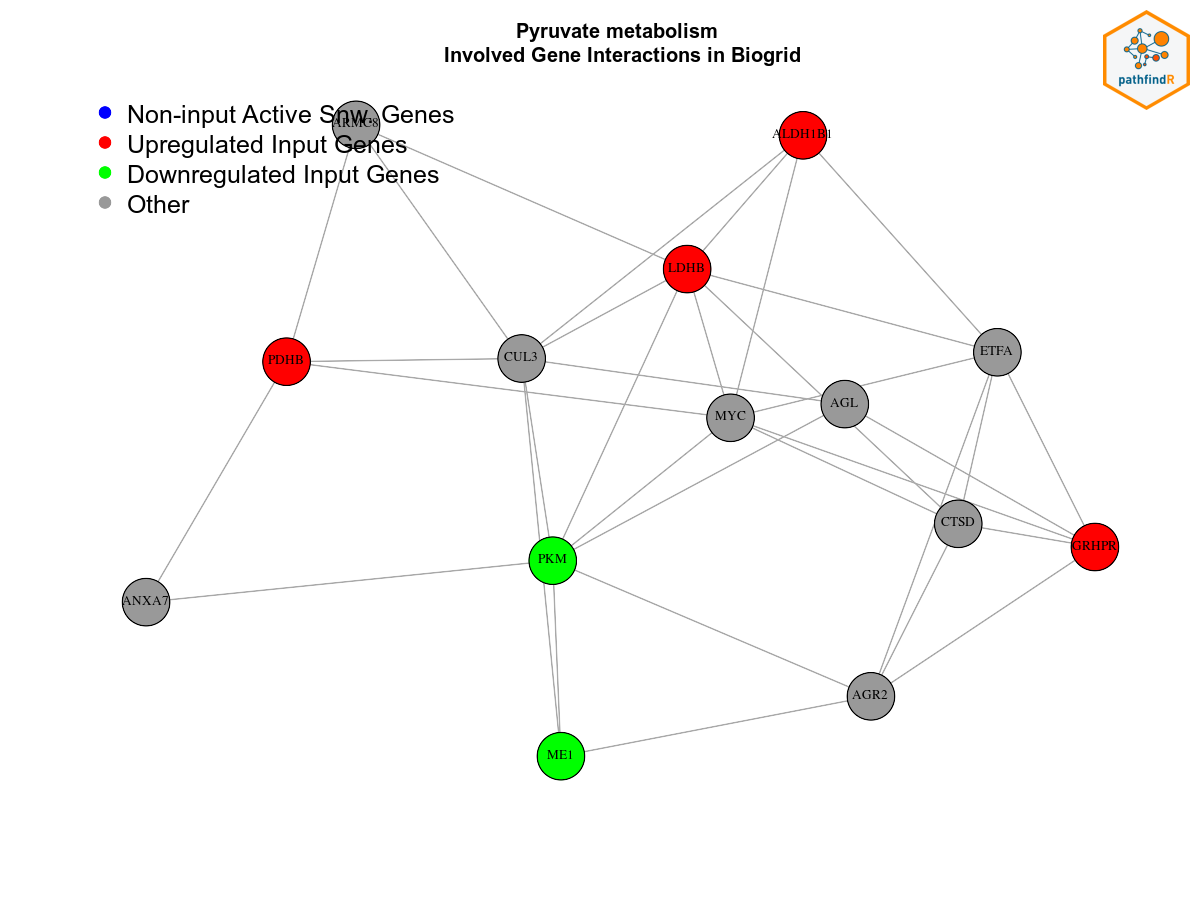 Pyruvate metabolism
Involved Gene Interactions in Biogrid
pathfindR
Non-input Active Snw. Genes
ARMC8
Upregulated Input Genes
Downregulated Input Genes
Other
ALDH1B1
LDHB
PDHB
CUL3
ETFA
MYC
AGL
CTSD
GRHPR
PKM
ANXA7
AGR2
ME1